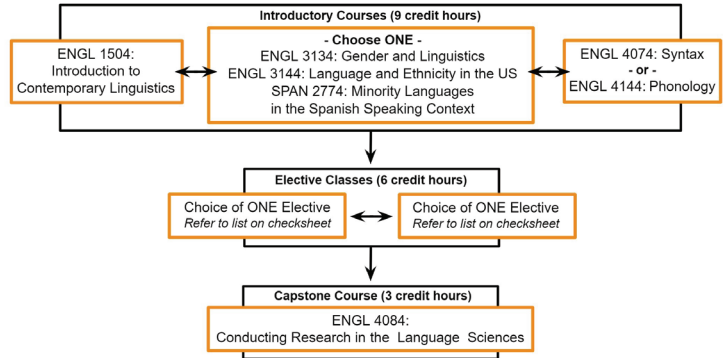 Introductory Courses (9 credit hours)
ENGL 1504:
Introduction to
Contemporary Linguistics
- Choose ONE -
ENGL 3134: Gender and Linguistics
ENGL 3144: Language and Ethnicity in the US
SPAN 2774: Minority Languages
in the Spanish Speaking Context
ENGL 4074: Syntax
- or -
ENGL 4144: Phonology
Elective Classes (6 credit hours)
Choice of ONE Elective
Refer to list on checksheet
Choice of ONE Elective
Refer to list on checksheet
Capstone Course (3 credit hours)
ENGL 4084:
Conducting Research in the Language Sciences